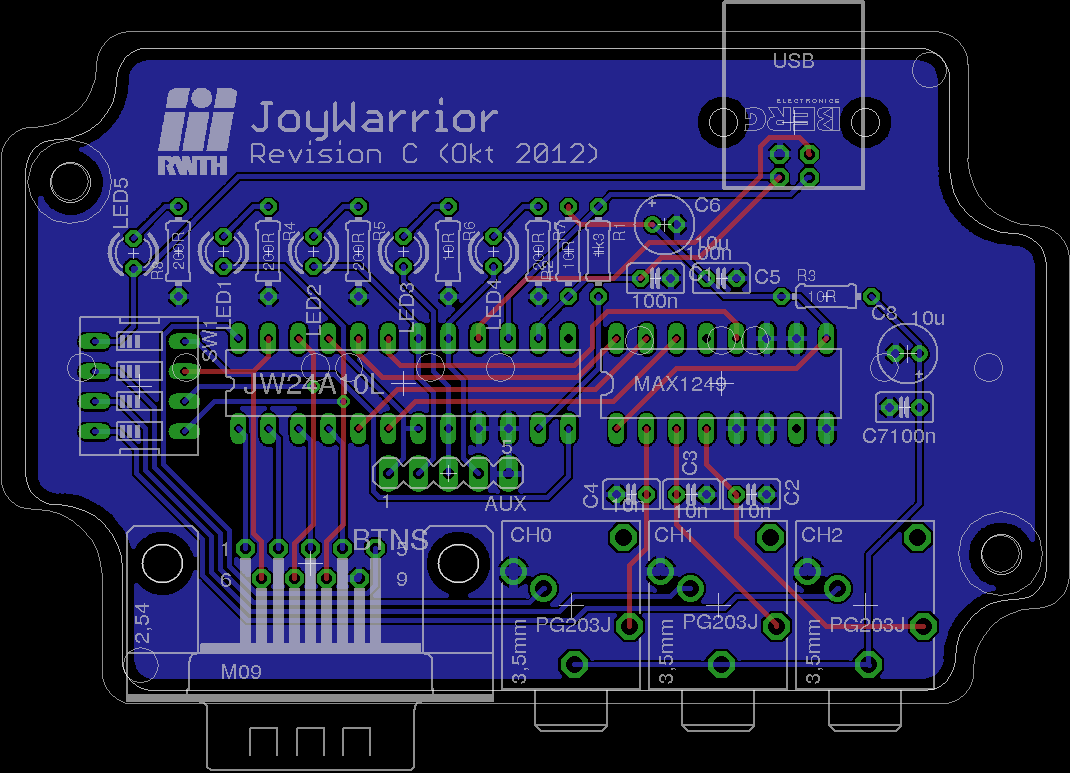 USB
ELECTRONICS
BERG
JoyWarrior
RWTH
Revision C (Okt 2012)
LED5
C6
+
10u
100n
C1
C5
100n
R3
10R
C8
10u
+
R8
200R
R4
200R
R5
200R
R6
10R
R2
200R
R7
10R
R1
1k3
LED1
LED2
LED3
LED4
SW1
JW24A10L
MAX1249
C7
100n
5
1
AUX
C4
10n
C3
10n
C2
10n
BTNS
1
5
6
9
CH0
CH1
CH2
PG203J
PG203J
PG203J
3,5mm
3,5mm
3,5mm
2,54
M09